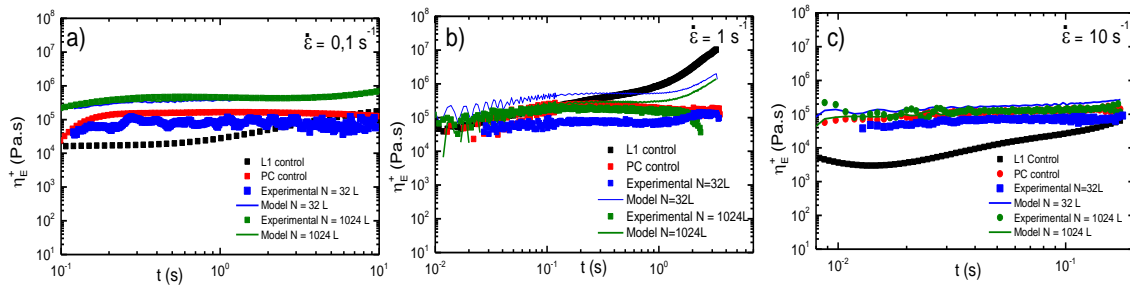 a)
ε̇ = 0,1 s⁻¹
10⁸
10⁷
10⁶
10⁵
10⁴
10³
10²
10¹
η_E⁺ (Pa.s)
L1 control
PC control
Experimental N = 32 L
Model N = 32 L
Experimental N = 1024 L
Model N = 1024 L
10⁻¹ 10⁰ 10¹
t (s)
b)
ε̇ = 1 s⁻¹
10⁸
10⁷
10⁶
10⁵
10⁴
10³
10²
10¹
η_E⁺ (Pa.s)
L1 control
PC control
Experimental N=32L
Model N=32L
Experimental N = 1024L
Model N=1024L
10⁻² 10⁻¹ 10⁰
t (s)
c)
ε̇ = 10 s⁻¹
10⁸
10⁷
10⁶
10⁵
10⁴
10³
10²
10¹
η_E⁺ (Pa.s)
L1 Control
PC control
Experimental N=32L
Model N = 32 L
Experimental N = 1024 L
Model N = 1024 L
10⁻² 10⁻¹
t (s)